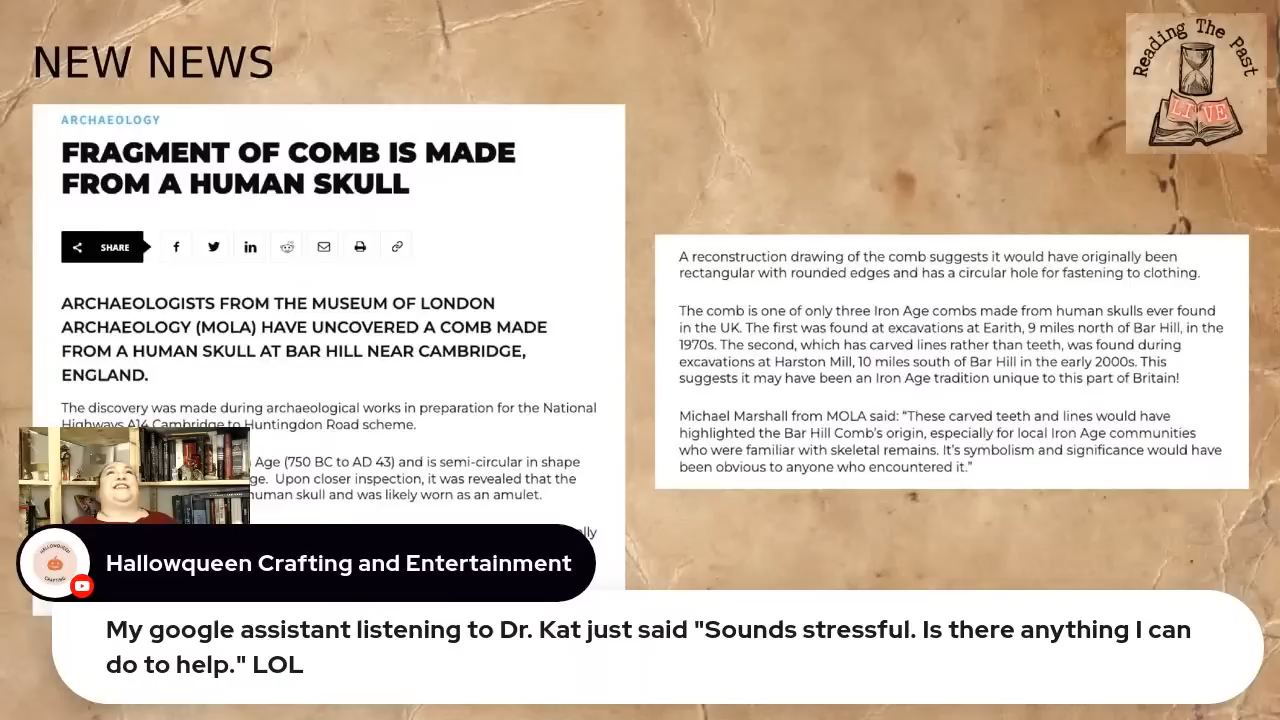 NEW NEWS
Reading The Past
LIVE
ARCHAEOLOGY
FRAGMENT OF COMB IS MADE
FROM A HUMAN SKULL
SHARE
ARCHAEOLOGISTS FROM THE MUSEUM OF LONDON
ARCHAEOLOGY (MOLA) HAVE UNCOVERED A COMB MADE
FROM A HUMAN SKULL AT BAR HILL NEAR CAMBRIDGE,
ENGLAND.
The discovery was made during archaeological works in preparation for the National
Highways A14 Cambridge to Huntingdon Road scheme.
Age (750 BC to AD 43) and is semi-circular in shape
Upon closer inspection, it was revealed that the
human skull and was likely worn as an amulet.
A reconstruction drawing of the comb suggests it would have originally been
rectangular with rounded edges and has a circular hole for fastening to clothing.
The comb is one of only three Iron Age combs made from human skulls ever found
in the UK. The first was found at excavations at Earith, 9 miles north of Bar Hill, in the
1970s. The second, which has carved lines rather than teeth, was found during
excavations at Harston Mill, 10 miles south of Bar Hill in the early 2000s. This
suggests it may have been an Iron Age tradition unique to this part of Britain!
Michael Marshall from MOLA said: “These carved teeth and lines would have
highlighted the Bar Hill Comb’s origin, especially for local Iron Age communities
who were familiar with skeletal remains. It’s symbolism and significance would have
been obvious to anyone who encountered it.”
HALLOWQUEEN
CRAFTING
Hallowqueen Crafting and Entertainment
My google assistant listening to Dr. Kat just said "Sounds stressful. Is there anything I can
do to help." LOL